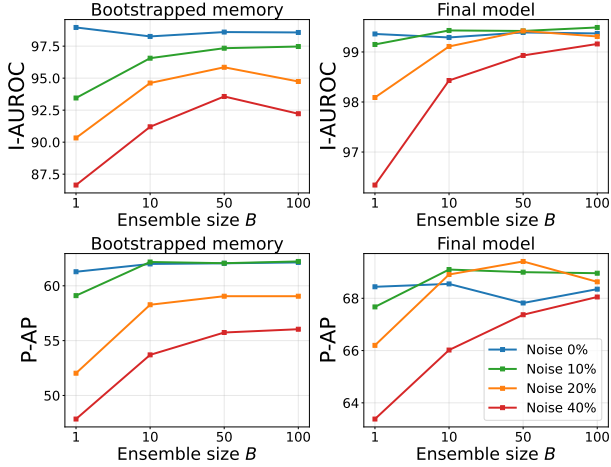 Bootstrapped memory
Final model
I-AUROC
97.5
95.0
92.5
90.0
87.5
1 10 50 100
Ensemble size B
I-AUROC
99
98
97
1 10 50 100
Ensemble size B
Bootstrapped memory
Final model
P-AP
60
55
50
1 10 50 100
Ensemble size B
P-AP
68
66
64
1 10 50 100
Ensemble size B
Noise 0%
Noise 10%
Noise 20%
Noise 40%